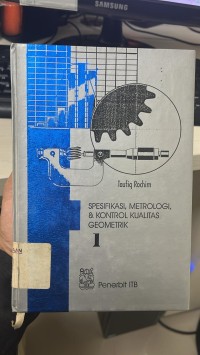 SAMSUNG
Taufiq Rochim
SPESIFIKASI, METROLOGI,
& KONTROL KUALITAS
GEOMETRIK
1
Penerbit ITB